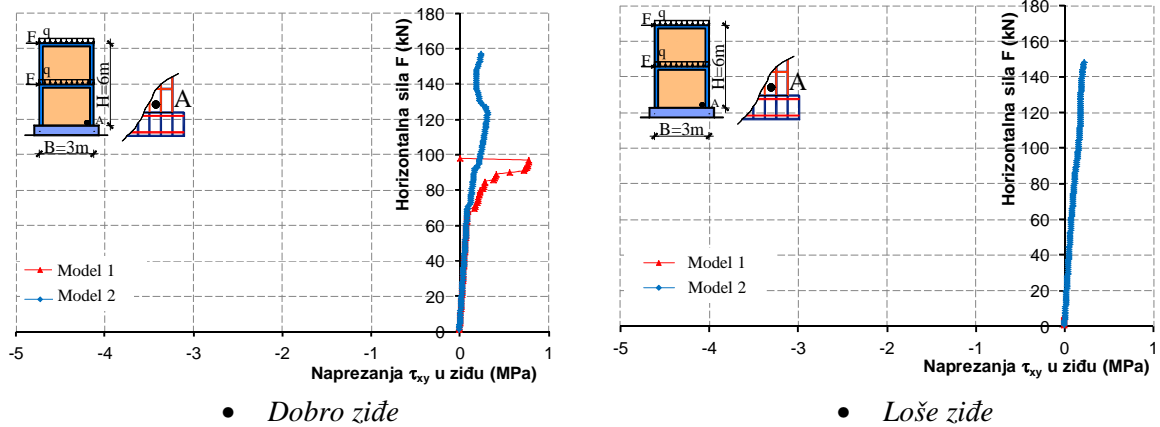 180
160
140
120
100
80
60
40
20
0
Horizontalna sila F (kN)
q
F
F
q
H=6m
A
B=3m
A
Model 1
Model 2
-5 -4 -3 -2 -1 0 1
Naprezanja τxy u ziđu (MPa)
• Dobro ziđe
180
160
140
120
100
80
60
40
20
0
Horizontalna sila F (kN)
q
F
F
q
H=6m
A
B=3m
A
Model 1
Model 2
-5 -4 -3 -2 -1 0 1
Naprezanja τxy u ziđu (MPa)
• Loše ziđe